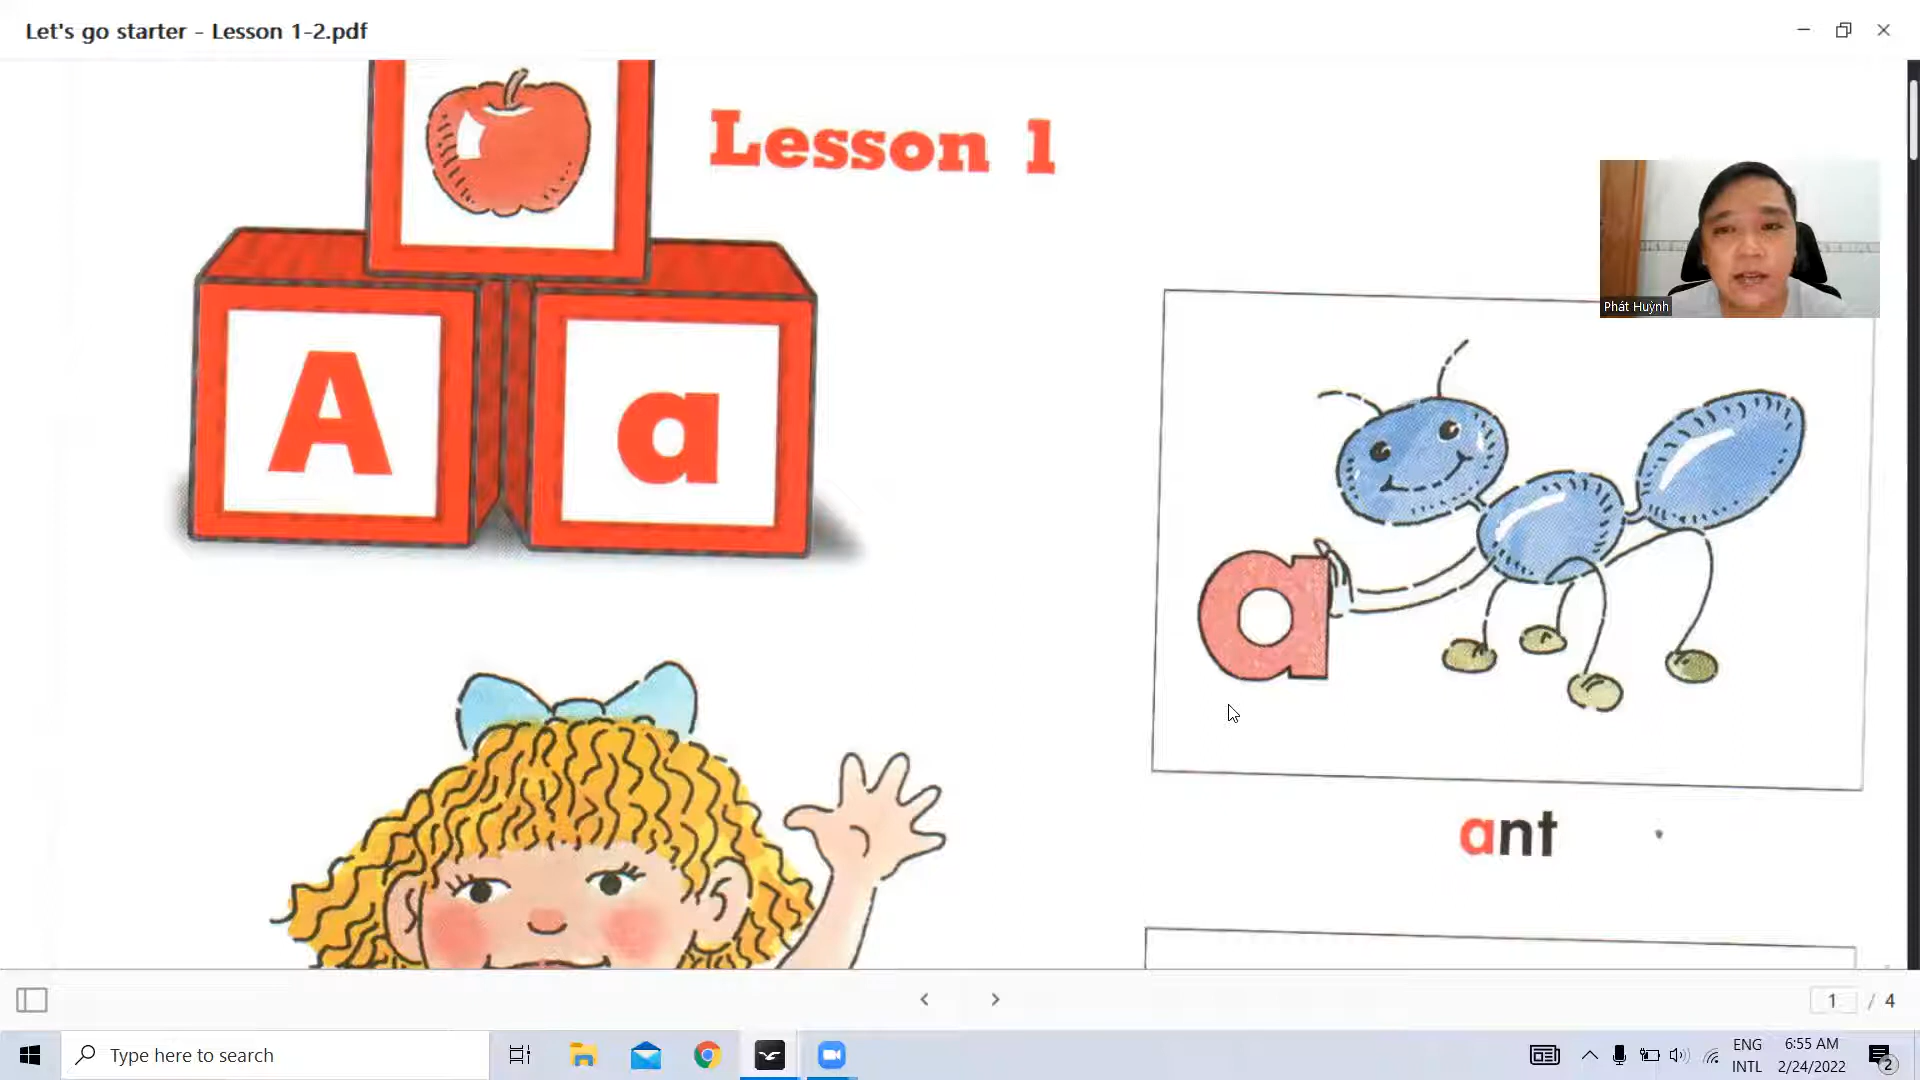 Let's go starter - Lesson 1-2.pdf
Lesson 1
A
a
Phát Huỳnh
a
ant
1 / 4
Type here to search
ENG
INTL
6:55 AM
2/24/2022
2